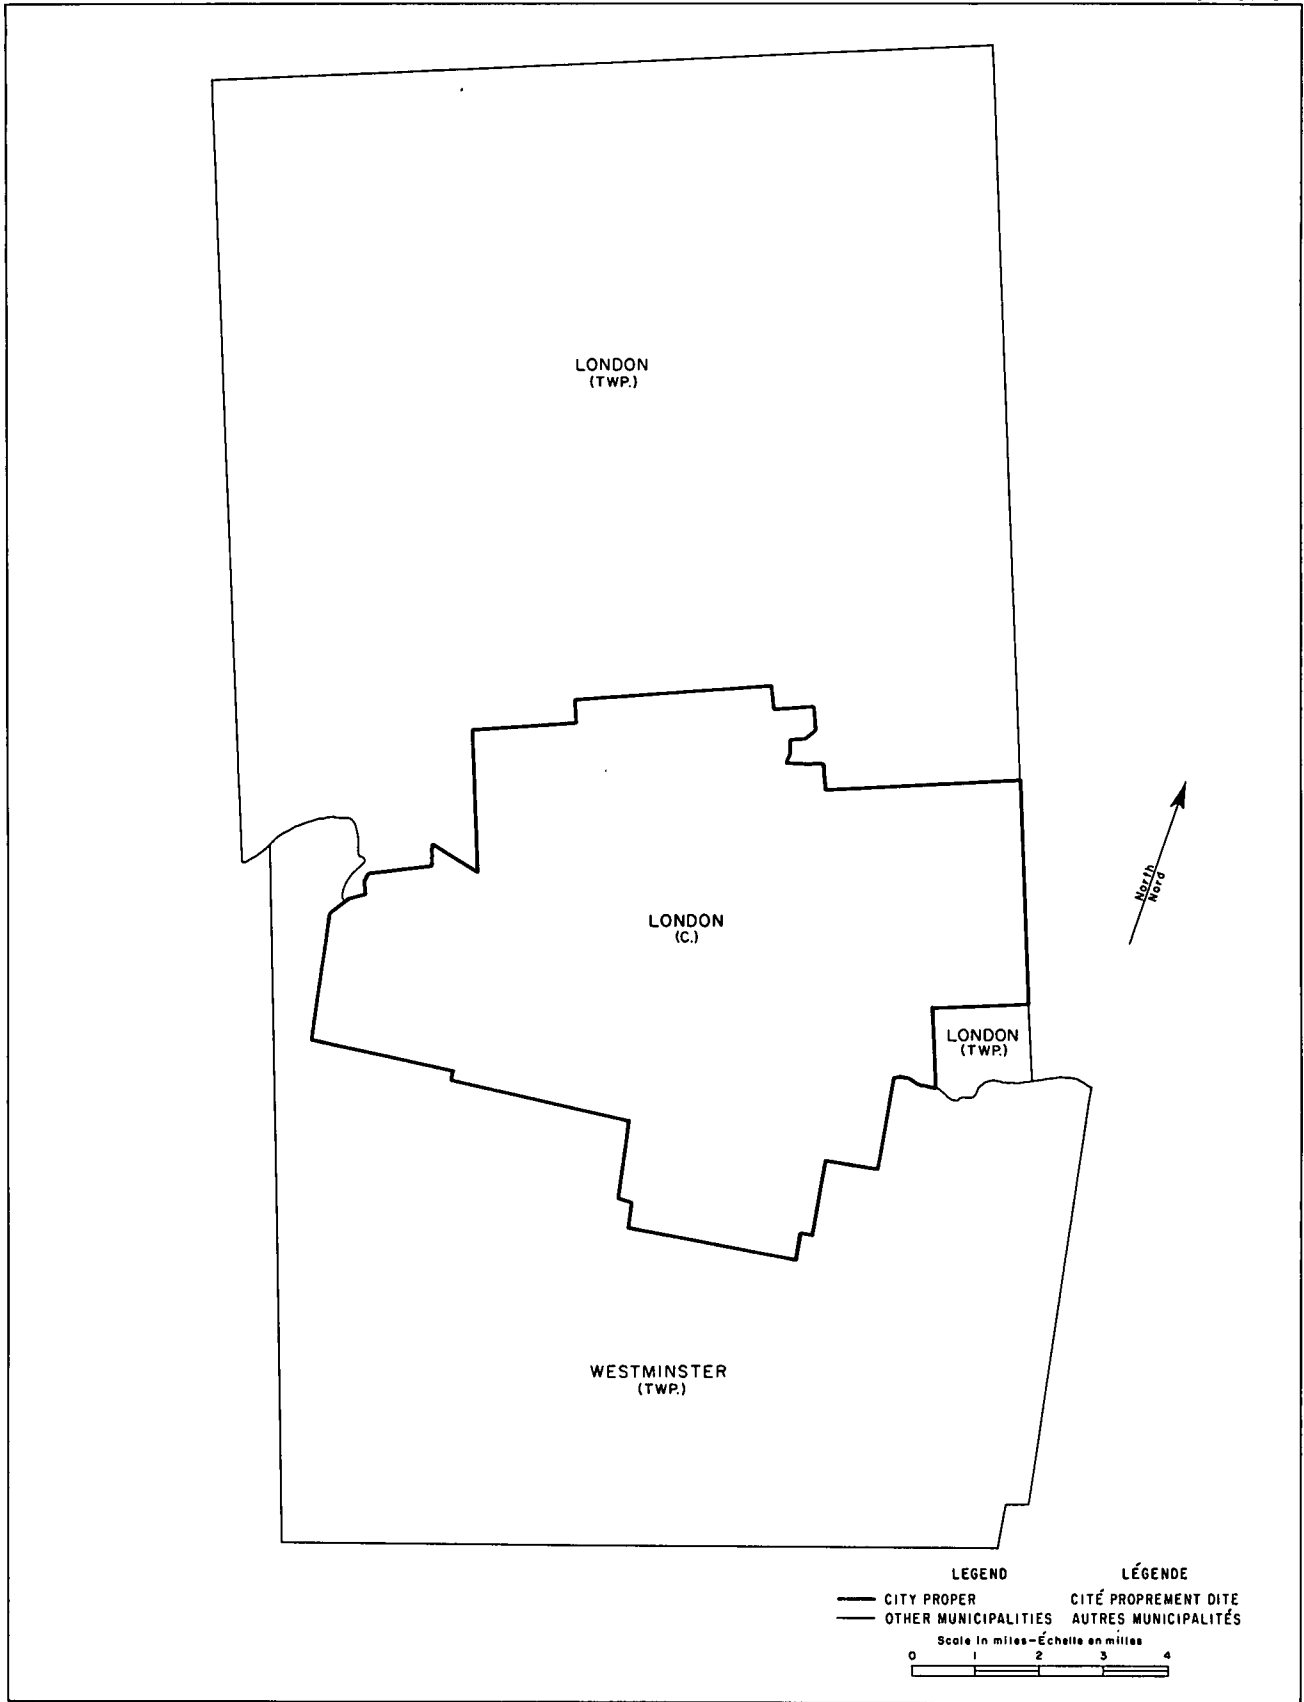 LONDON
(TWP.)
LONDON
(C.)
North
Nord
LONDON
(TWP.)
WESTMINSTER
(TWP.)
LEGEND LÉGENDE
CITY PROPER CITÉ PROPREMENT DITE
OTHER MUNICIPALITIES AUTRES MUNICIPALITÉS
Scale in miles-Échelle en milles
0 1 2 3 4